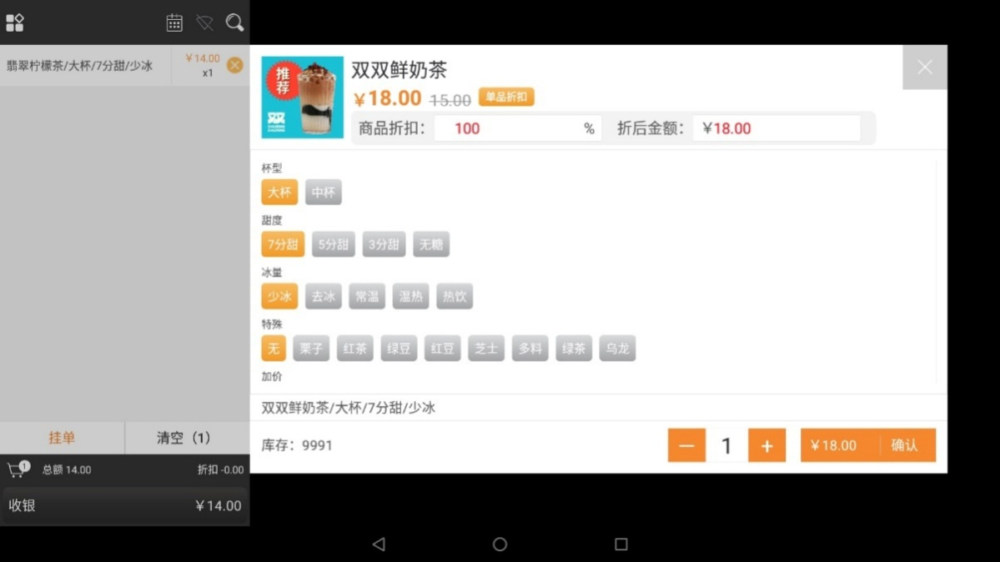 翡翠柠檬茶/大杯/7分甜/少冰
￥14.00
x1
挂单
清空（1）
1
总额 14.00
折扣 -0.00
收银
￥14.00
推荐
双双鲜奶茶
￥18.00 15.00 单品折扣
商品折扣： 100 % 折后金额： ￥18.00
杯型
大杯 中杯
甜度
7分甜 5分甜 3分甜 无糖
冰量
少冰 去冰 常温 温热 热饮
特殊
无 栗子 红茶 绿豆 红豆 芝士 多料 绿茶 乌龙
加价
双双鲜奶茶/大杯/7分甜/少冰
库存：9991
1
￥18.00 确认